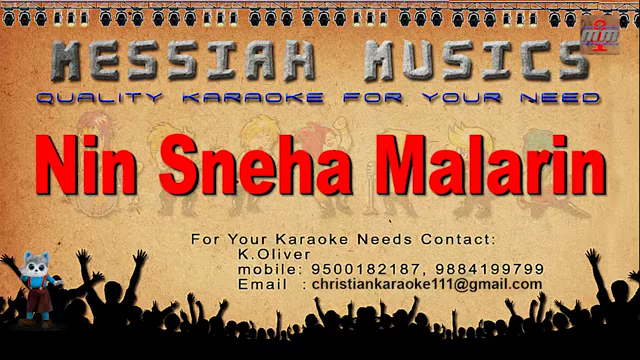 MESSIAH MUSICS
QUALITY KARAOKE FOR YOUR NEED
Nin Sneha Malarin
For Your Karaoke Needs Contact:
K.Oliver
mobile: 9500182187, 9884199799
Email : christiankaraoke111@gmail.com